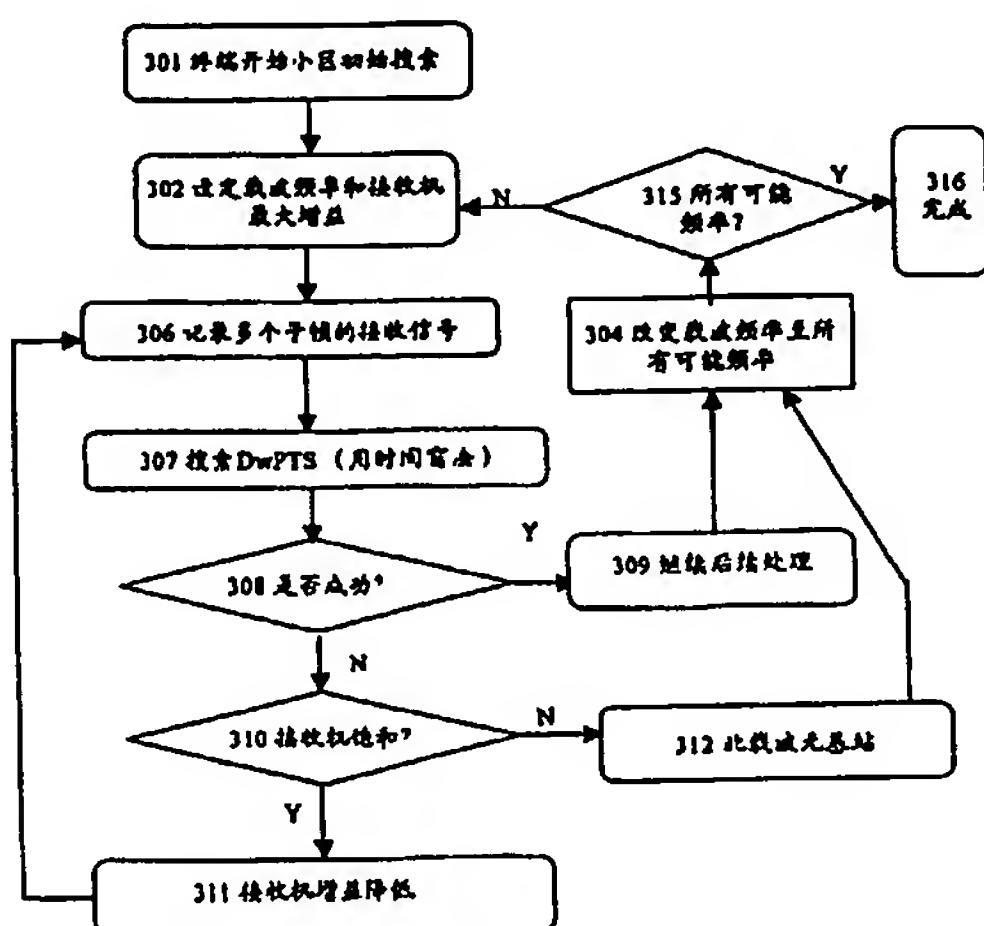 301 终端开始小区初始搜索
302 设定载波频率和接收机
最大增益
N
315 所有可能
频率?
Y
316
完成
306 记录多个子帧的接收信号
304 改定载波频率至所
有可能频率
307 搜索DwPTS(用时间窗法)
Y
308 是否成功?
309 继续后续处理
N
310 接收机饱和?
N
312 此载波无基站
Y
311 接收机增益降低